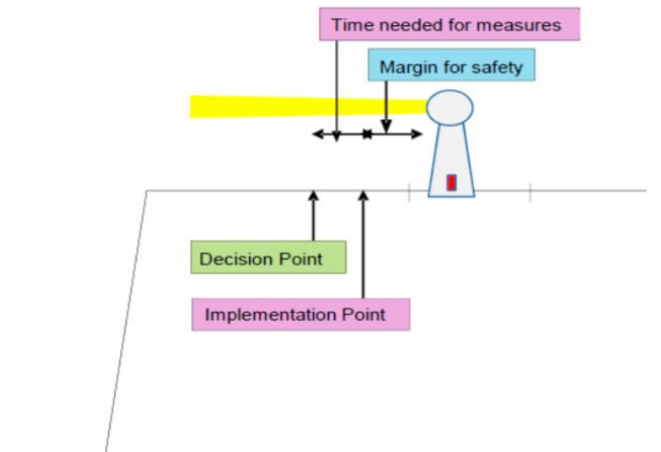 Time needed for measures
Margin for safety
Decision Point
Implementation Point